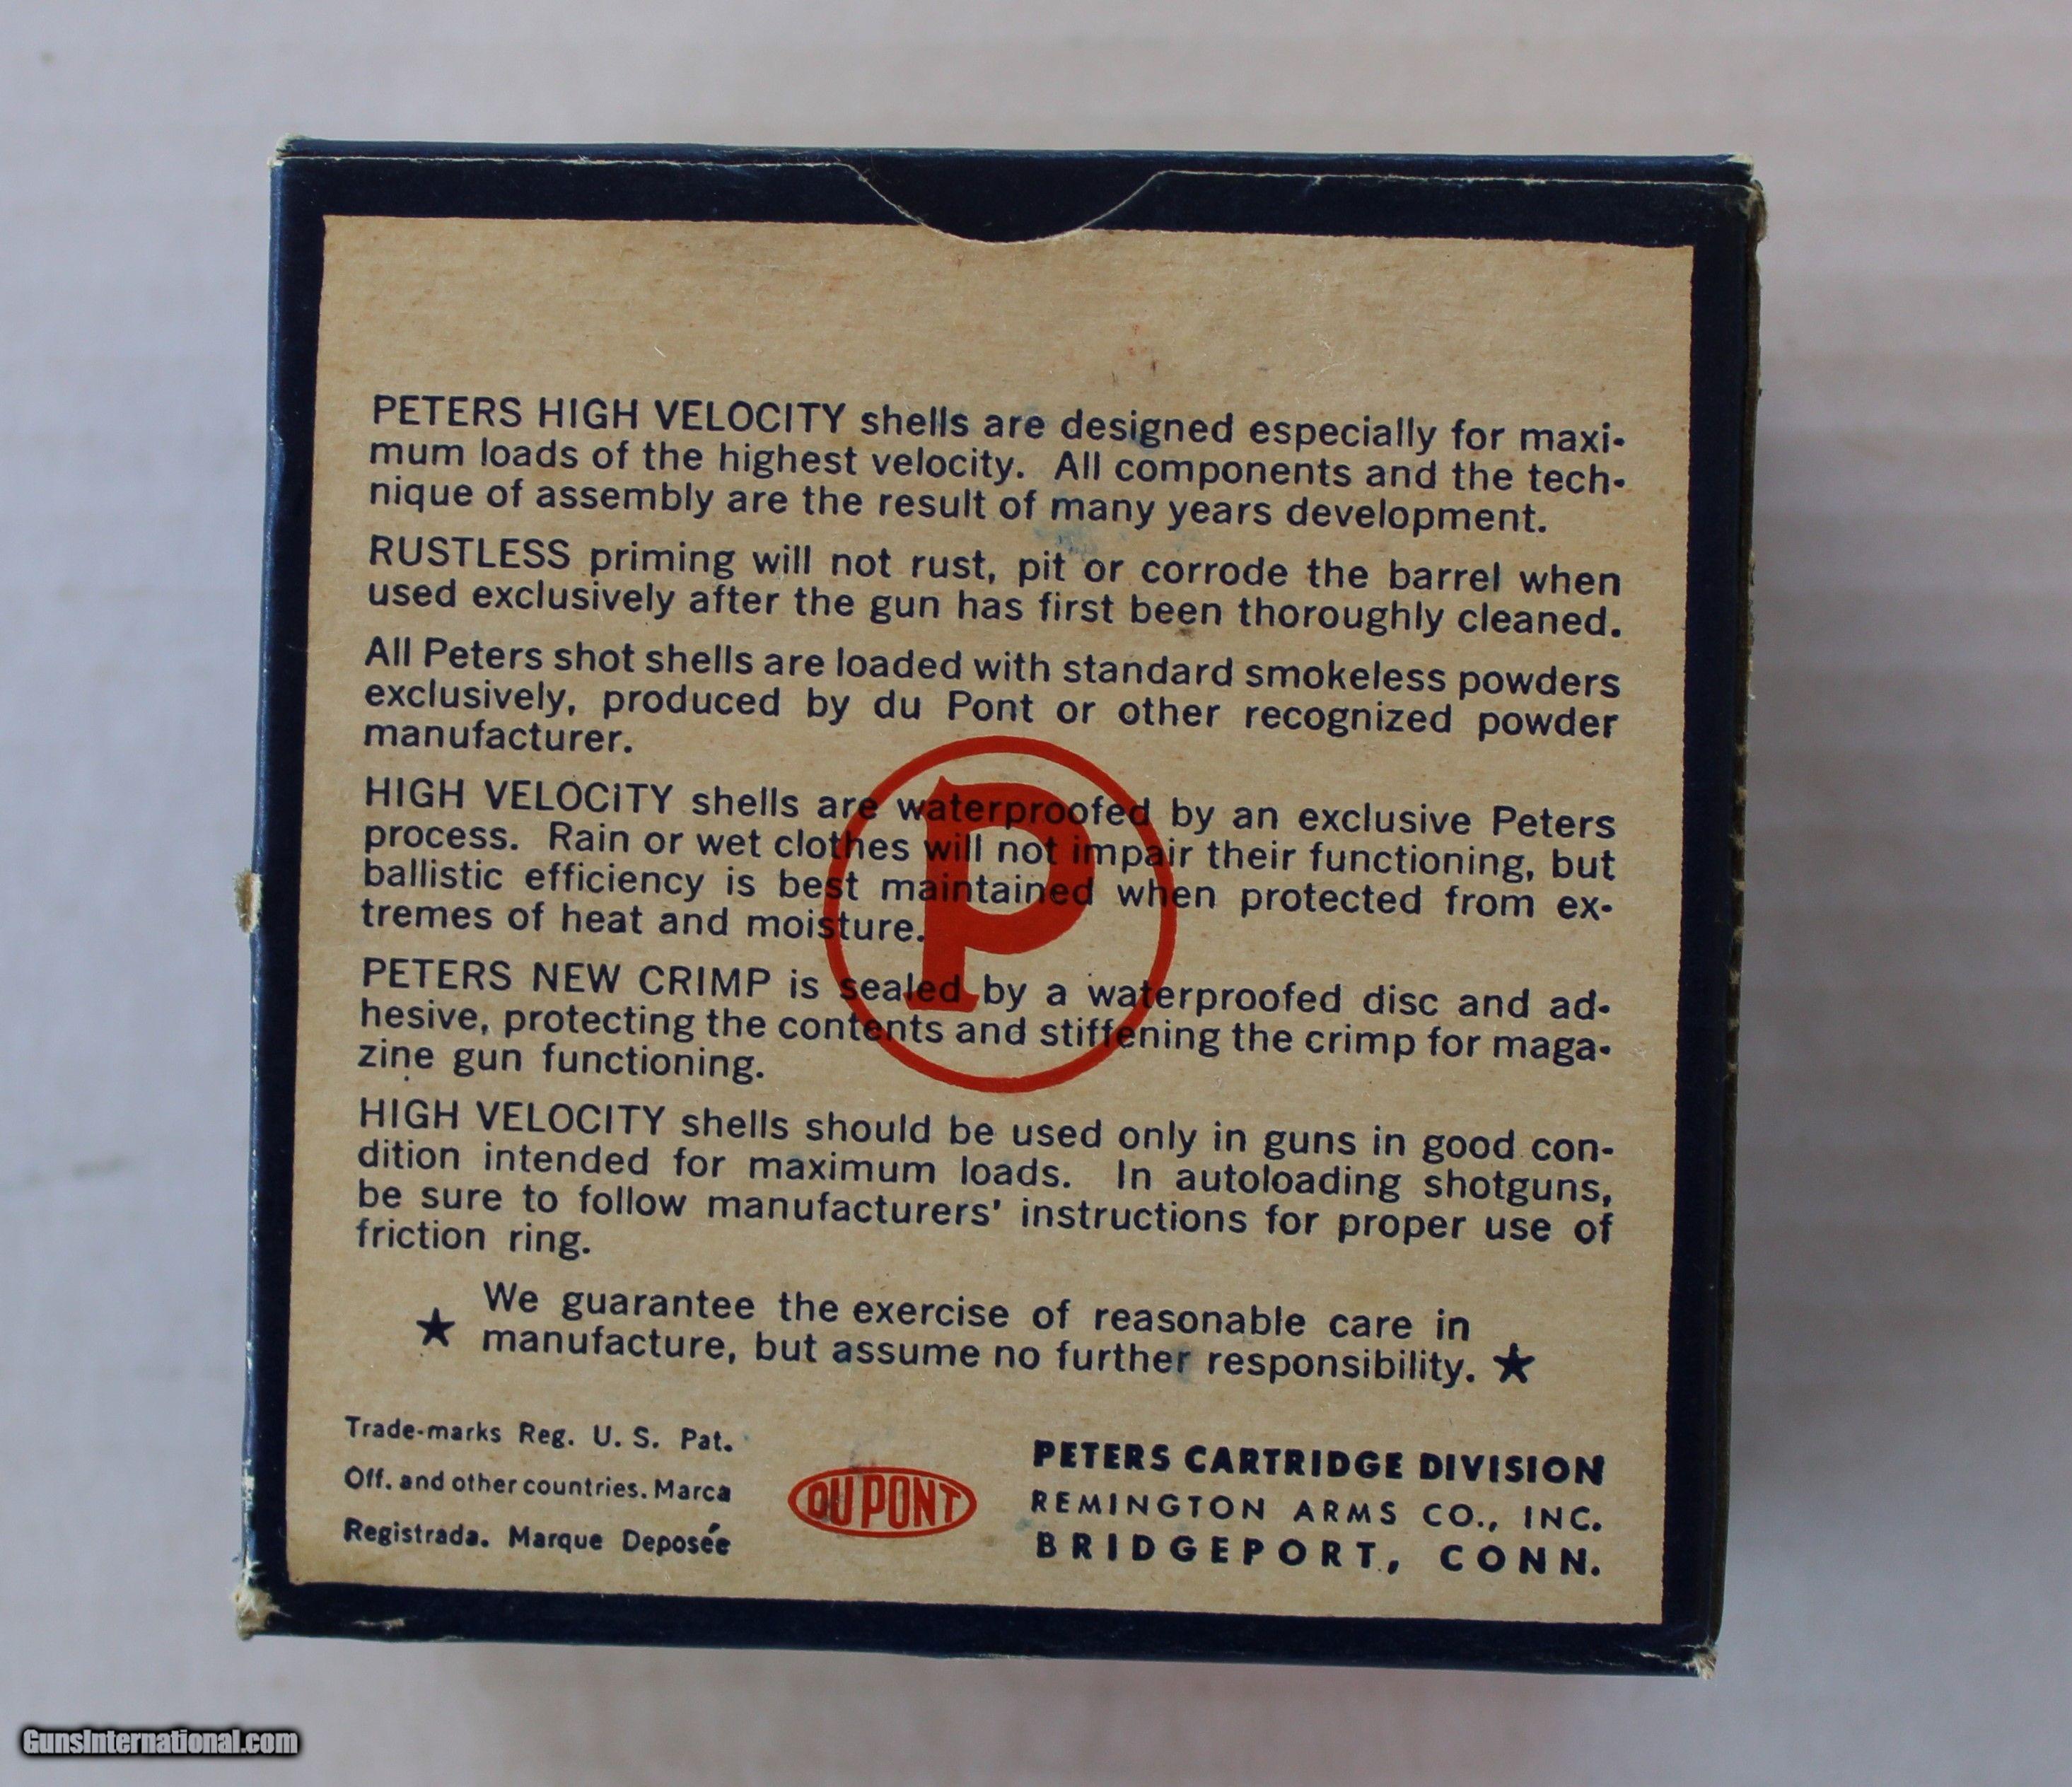 PETERS HIGH VELOCITY shells are designed especially for maxi-
mum loads of the highest velocity. All components and the tech-
nique of assembly are the result of many years development.
RUSTLESS priming will not rust, pit or corrode the barrel when
used exclusively after the gun has first been thoroughly cleaned.
All Peters shot shells are loaded with standard smokeless powders
exclusively, produced by du Pont or other recognized powder
manufacturer.
HIGH VELOCITY shells are waterproofed by an exclusive Peters
process. Rain or wet clothes will not impair their functioning, but
ballistic efficiency is best maintained when protected from ex-
tremes of heat and moisture.
P
PETERS NEW CRIMP is sealed by a waterproofed disc and ad-
hesive, protecting the contents and stiffening the crimp for maga-
zine gun functioning.
HIGH VELOCITY shells should be used only in guns in good con-
dition intended for maximum loads. In autoloading shotguns,
be sure to follow manufacturers' instructions for proper use of
friction ring.
★ We guarantee the exercise of reasonable care in
manufacture, but assume no further responsibility. ★
Trade-marks Reg. U. S. Pat.
Off. and other countries. Marca
Registrada. Marque Deposée
DU PONT
PETERS CARTRIDGE DIVISION
REMINGTON ARMS CO., INC.
BRIDGEPORT, CONN.
GunsInternational.com